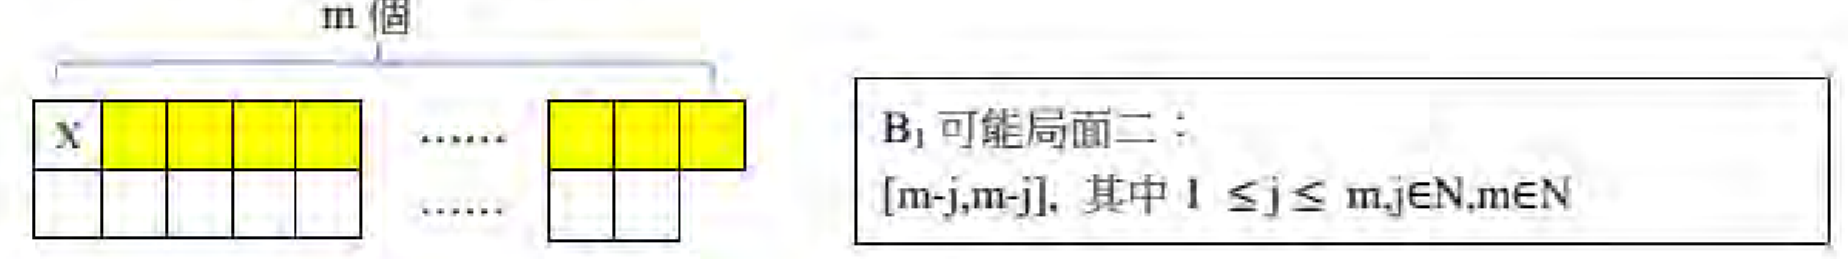 m 個
X
......
......
B₁ 可能局面二：
[m-j,m-j], 其中 1 ≤ j ≤ m,j∈N,m∈N